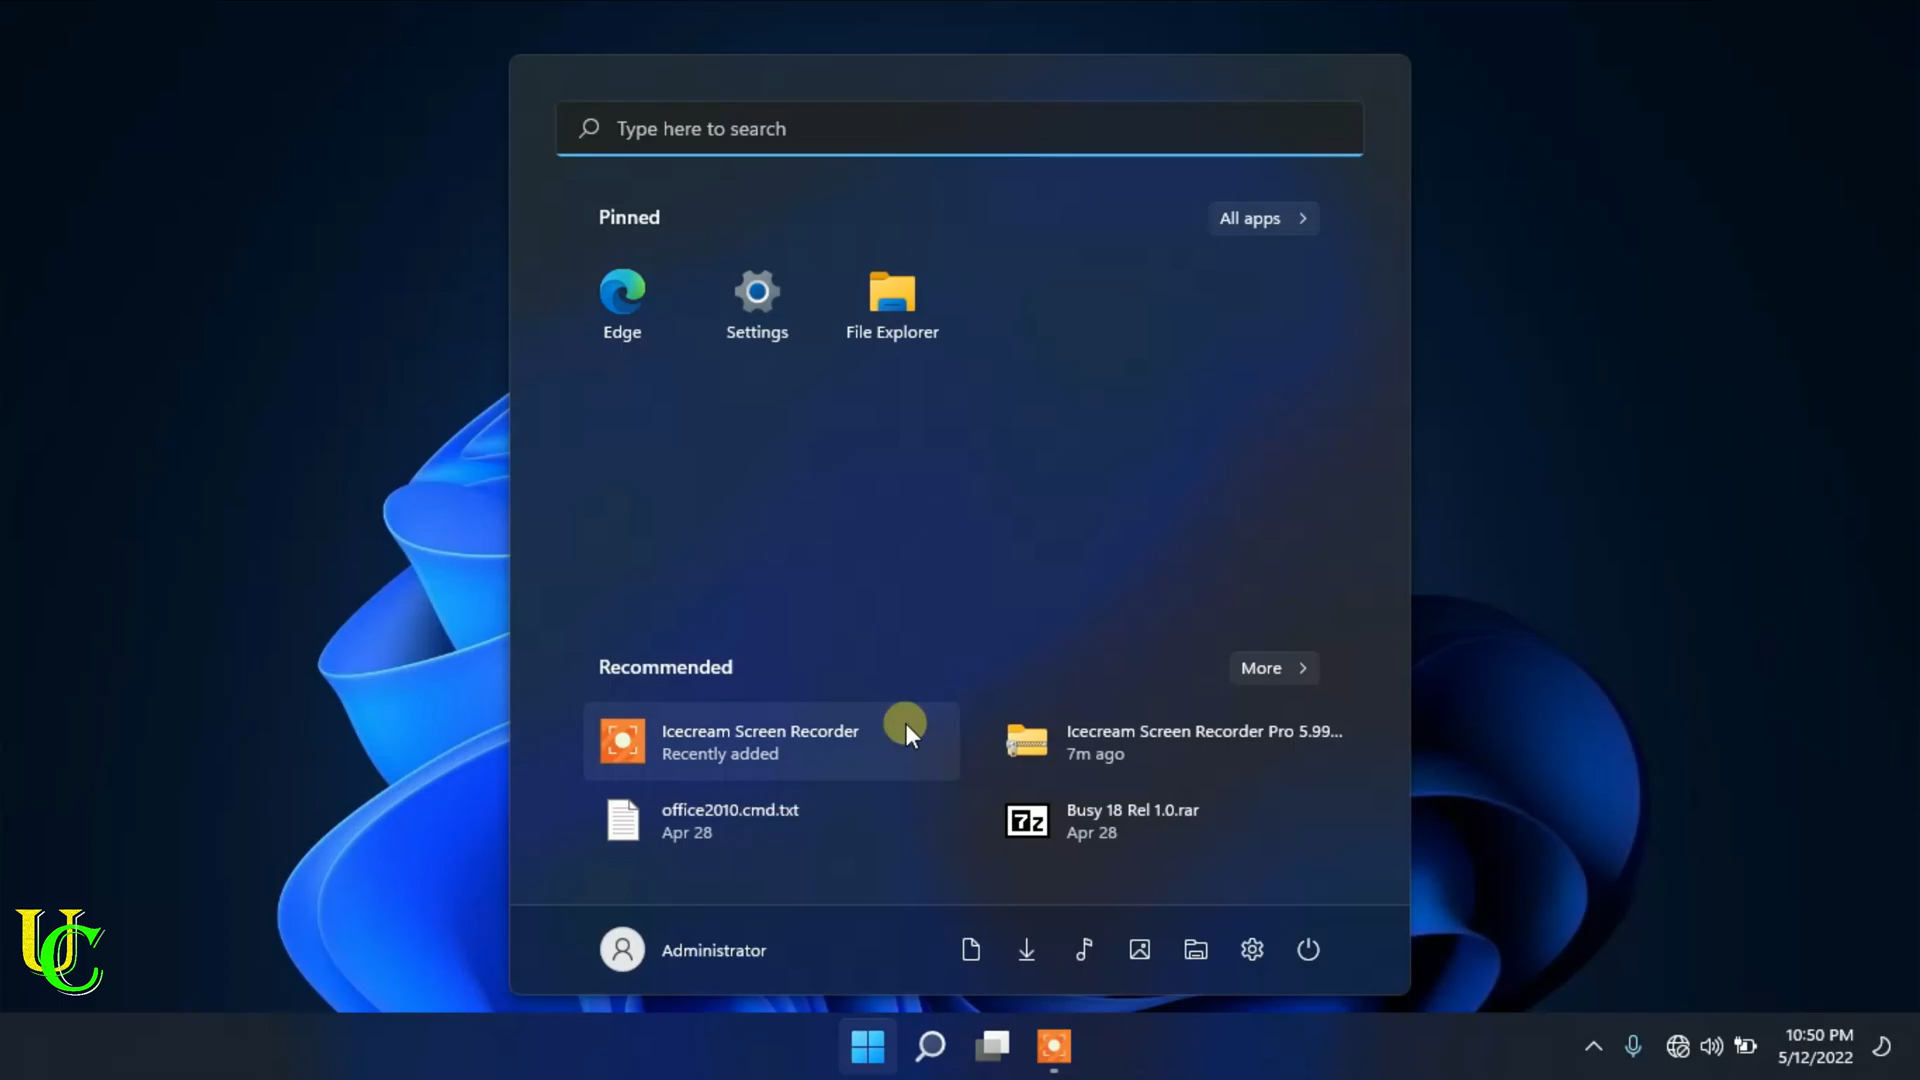 Type here to search
Pinned
All apps
Edge
Settings
File Explorer
Recommended
More
Icecream Screen Recorder
Recently added
Icecream Screen Recorder Pro 5.99...
7m ago
office2010.cmd.txt
Apr 28
7z
Busy 18 Rel 1.0.rar
Apr 28
Administrator
UC
10:50 PM
5/12/2022